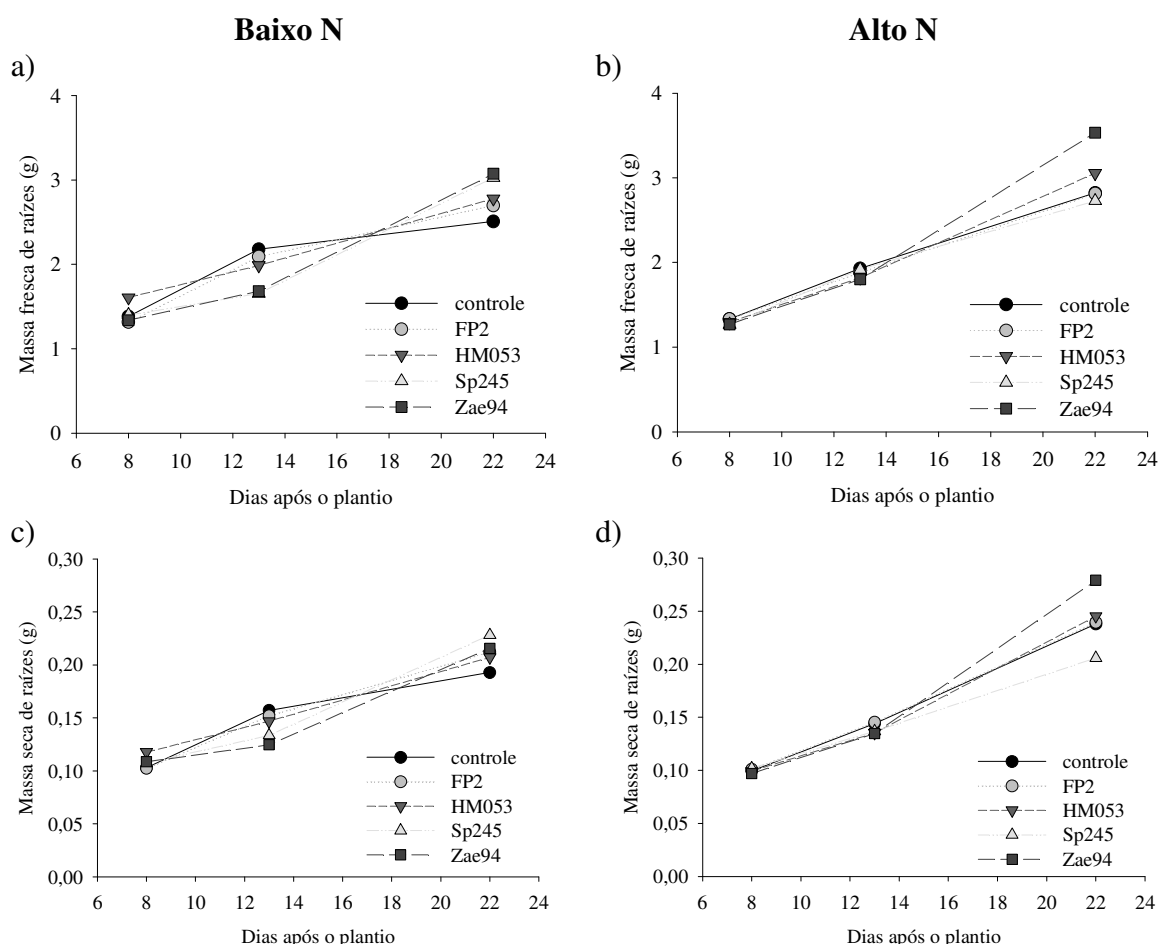 Baixo N
Alto N
a)
Massa fresca de raízes (g)
4
3
2
1
0
6 8 10 12 14 16 18 20 22 24
Dias após o plantio
controle
FP2
HM053
Sp245
Zae94
b)
Massa fresca de raízes (g)
4
3
2
1
0
6 8 10 12 14 16 18 20 22 24
Dias após o plantio
controle
FP2
HM053
Sp245
Zae94
c)
Massa seca de raízes (g)
0,30
0,25
0,20
0,15
0,10
0,05
0,00
6 8 10 12 14 16 18 20 22 24
Dias após o plantio
controle
FP2
HM053
Sp245
Zae94
d)
Massa seca de raízes (g)
0,30
0,25
0,20
0,15
0,10
0,05
0,00
6 8 10 12 14 16 18 20 22 24
Dias após o plantio
controle
FP2
HM053
Sp245
Zae94